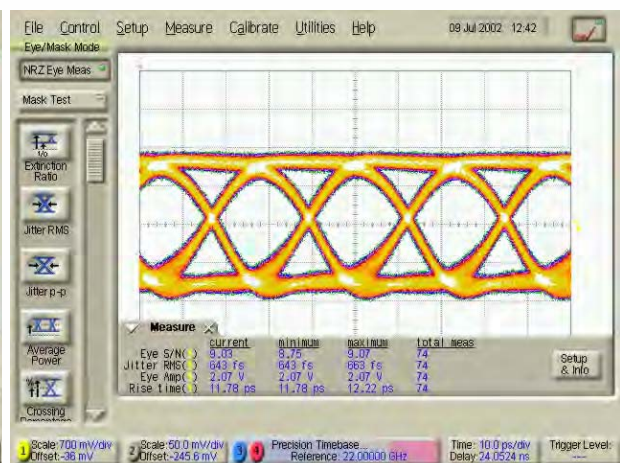 File Control Setup Measure Calibrate Utilities Help 09 Jul 2002 12:42
Eye/Mask Mode
NRZ Eye Meas
Mask Test
Extinction
Ratio
Jitter RMS
Jitter p-p
Average
Power
Crossing
Measure
current minimum maximum total meas
Eye S/N( ) 9.03 8.75 9.07 74
Jitter RMS( ) 643 fs 643 fs 663 fs 74
Eye Amp( ) 2.07 V 2.07 V 2.07 V 74
Rise time( ) 11.78 ps 11.78 ps 12.22 ps 74
Setup
& Info
1 Scale:700 mV/div
Offset:-36 mV
2 Scale:50.0 mV/div
Offset:-245.6 mV
3 4
Precision Timebase...
Reference: 22.00000 GHz
Time: 10.0 ps/div
Delay:24.0524 ns
Trigger Level: